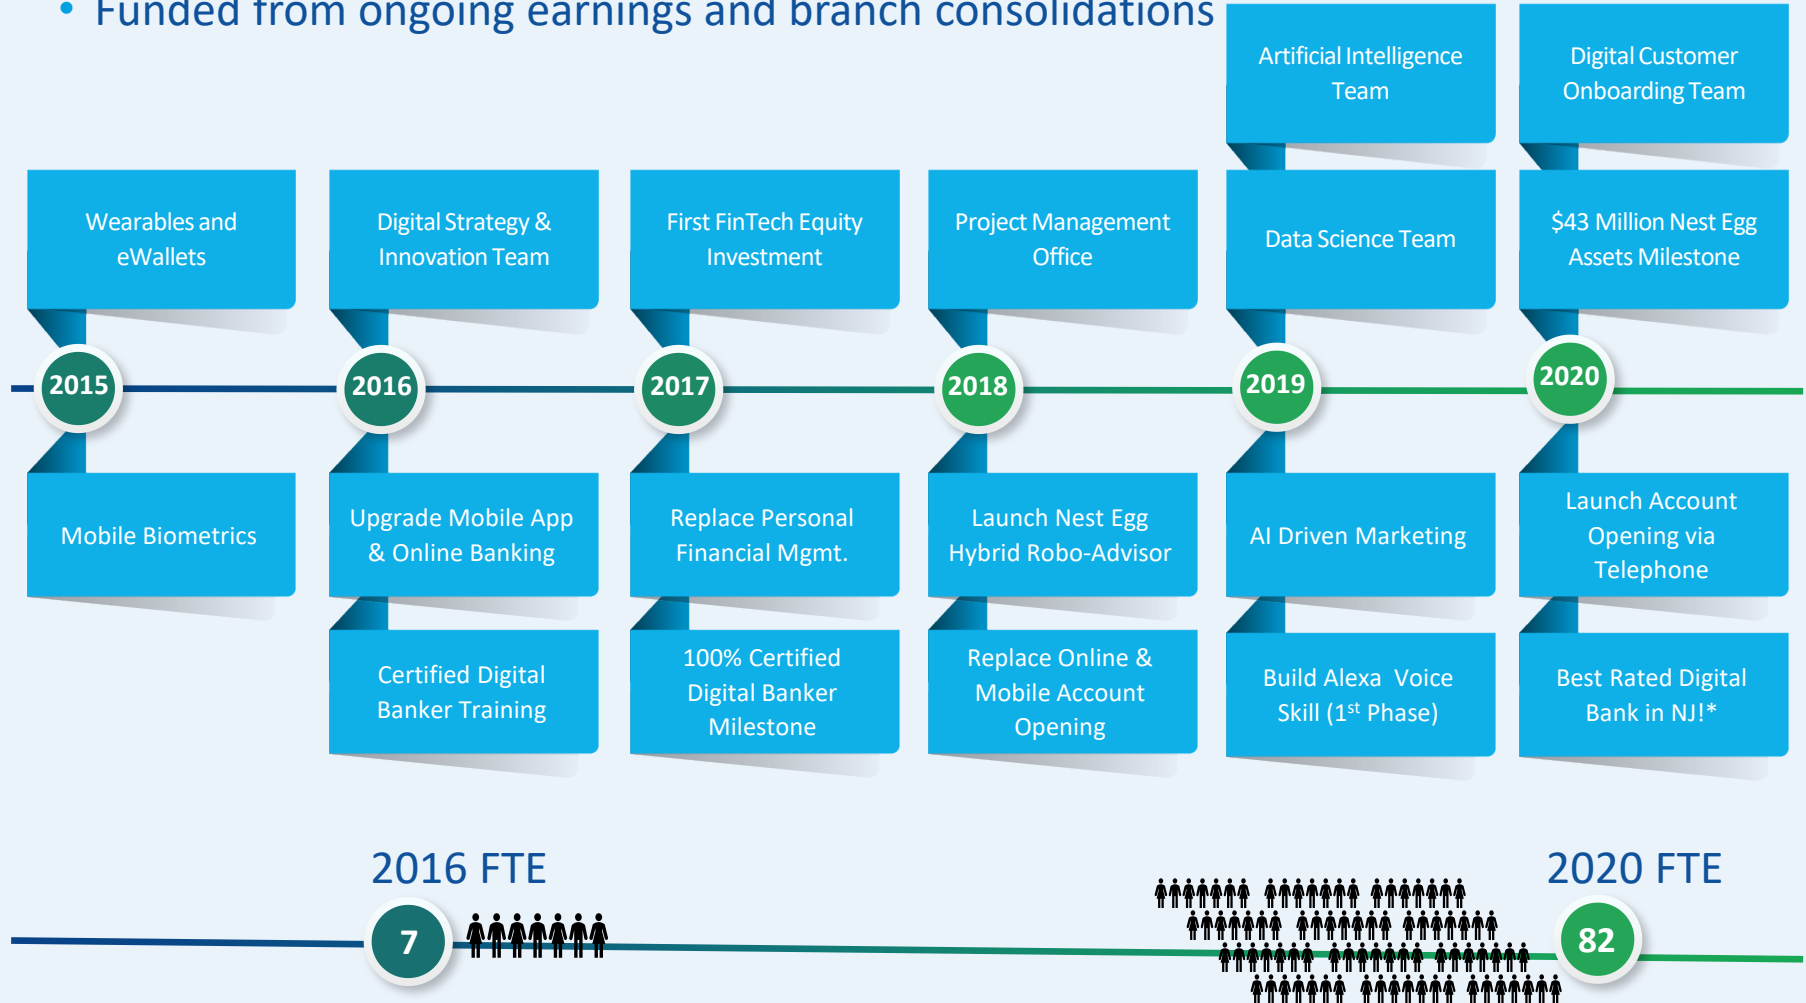 • Funded from ongoing earnings and branch consolidations
Artificial Intelligence
Team
Digital Customer
Onboarding Team
Wearables and
eWallets
Digital Strategy &
Innovation Team
First FinTech Equity
Investment
Project Management
Office
Data Science Team
$43 Million Nest Egg
Assets Milestone
2015
2016
2017
2018
2019
2020
Mobile Biometrics
Upgrade Mobile App
& Online Banking
Replace Personal
Financial Mgmt.
Launch Nest Egg
Hybrid Robo-Advisor
AI Driven Marketing
Launch Account
Opening via
Telephone
Certified Digital
Banker Training
100% Certified
Digital Banker
Milestone
Replace Online &
Mobile Account
Opening
Build Alexa Voice
Skill (1st Phase)
Best Rated Digital
Bank in NJ!*
2016 FTE
2020 FTE
7
82